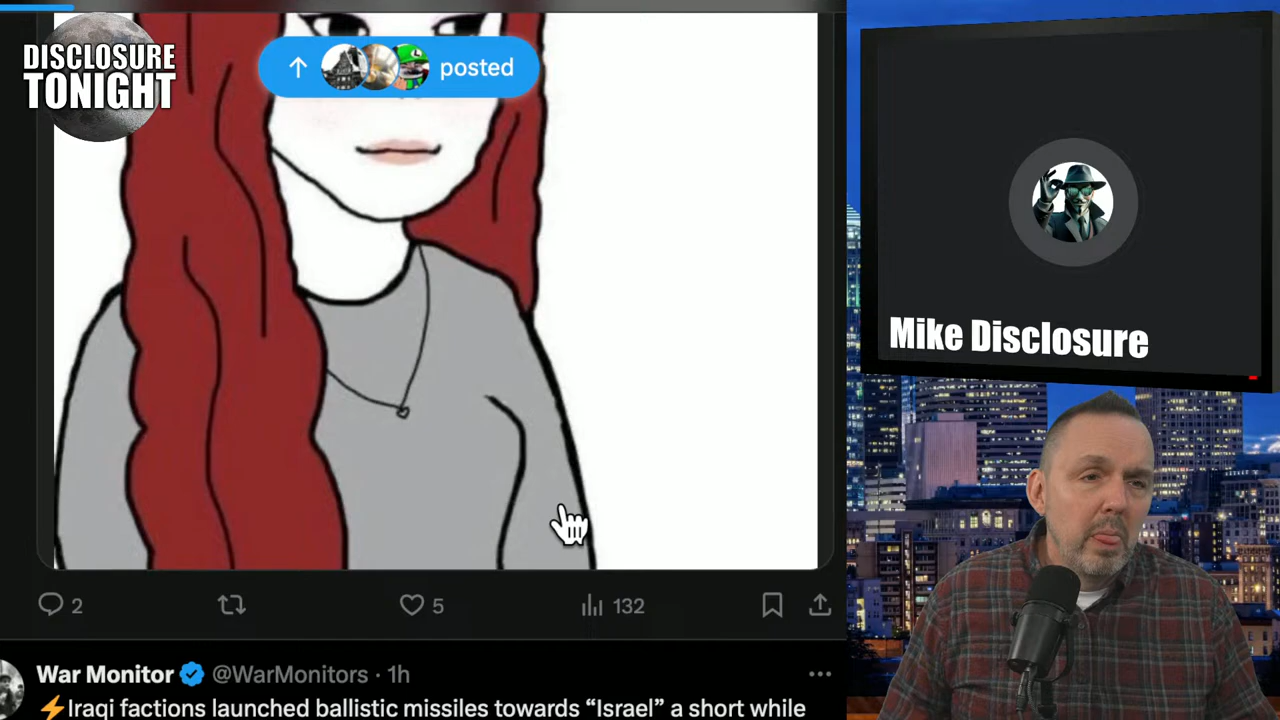 DISCLOSURE
TONIGHT
posted
Mike Disclosure
2
5
132
War Monitor @WarMonitors · 1h
⚡Iraqi factions launched ballistic missiles towards “Israel” a short while